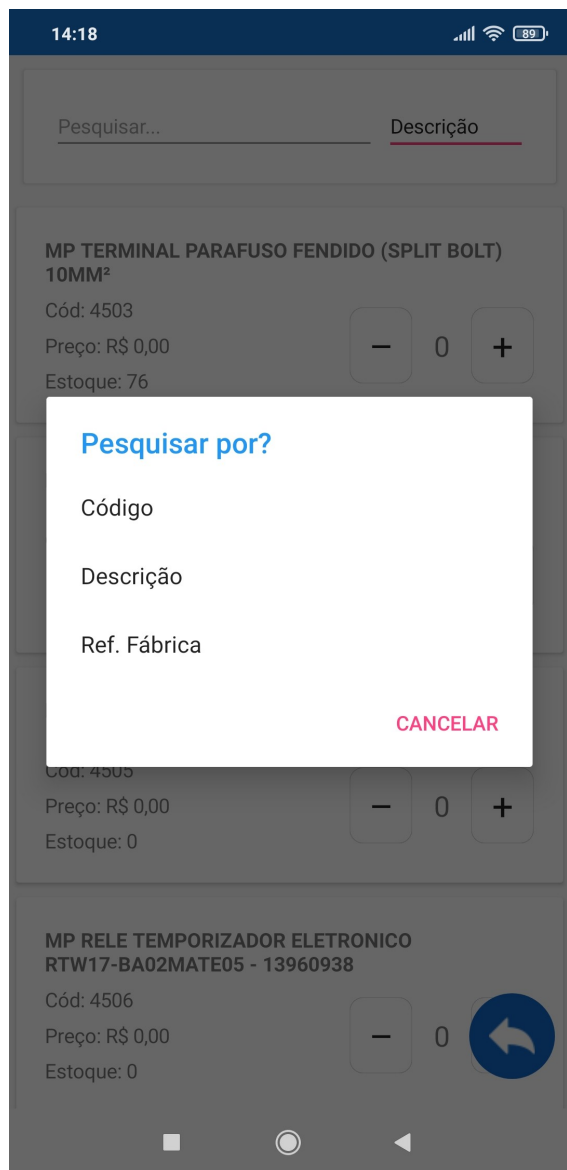 14:18
89
Pesquisar...
Descrição
MP TERMINAL PARAFUSO FENDIDO (SPLIT BOLT)
10MM²
Cód: 4503
Preço: R$ 0,00
− 0 +
Estoque: 76
Pesquisar por?
Código
Descrição
Ref. Fábrica
CANCELAR
Cód: 4505
Preço: R$ 0,00
− 0 +
Estoque: 0
MP RELE TEMPORIZADOR ELETRONICO
RTW17-BA02MATE05 - 13960938
Cód: 4506
Preço: R$ 0,00
− 0
Estoque: 0